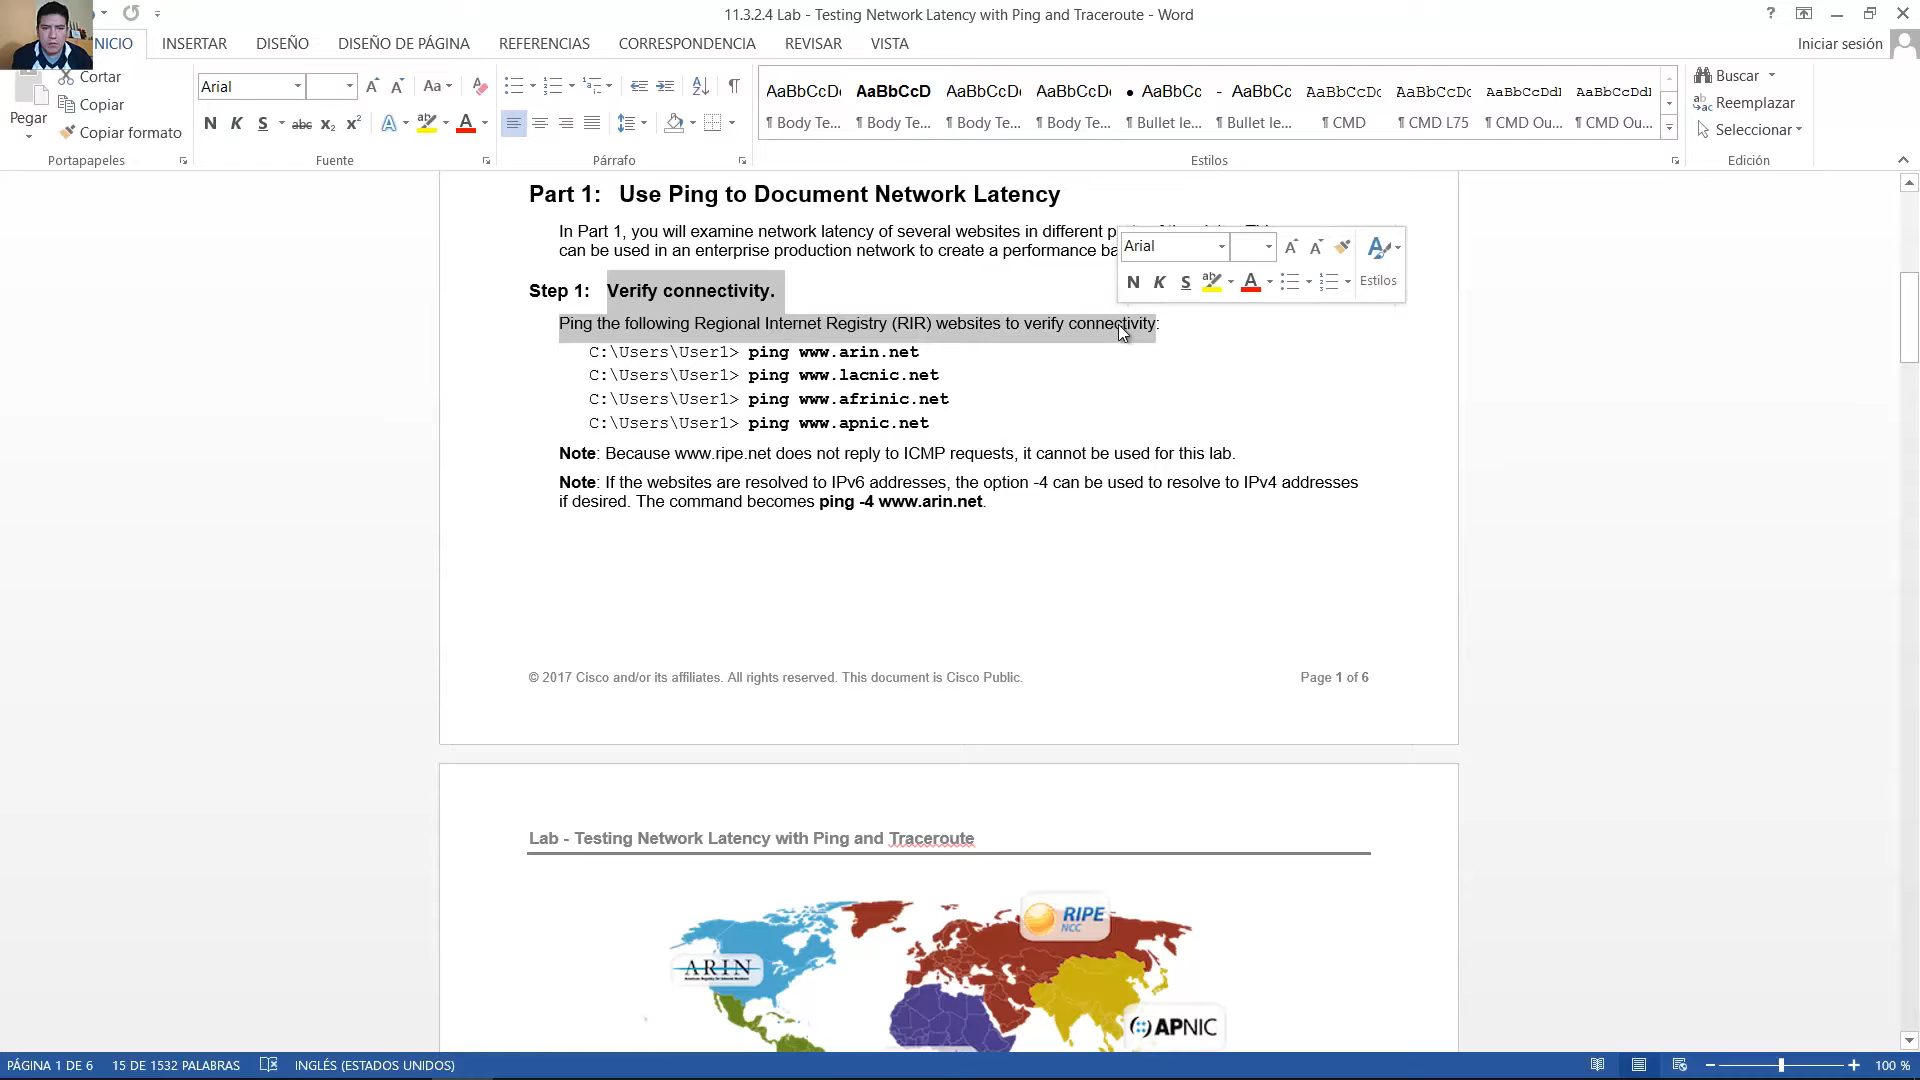 11.3.2.4 Lab - Testing Network Latency with Ping and Traceroute - Word
NICIO INSERTAR DISEÑO DISEÑO DE PÁGINA REFERENCIAS CORRESPONDENCIA REVISAR VISTA Iniciar sesión
Cortar
Copiar
Copiar formato
Pegar
Portapapeles
Arial
Aa
N K S abc x₂ x² A ab A
Fuente
Párrafo
AaBbCcDc AaBbCcD AaBbCcDc AaBbCcDc AaBbCc AaBbCc AaBbCcDc AaBbCcDc AaBbCcDdI AaBbCcDdI
¶ Body Te... ¶ Body Te... ¶ Body Te... ¶ Body Te... ¶ Bullet le... ¶ Bullet le... ¶ CMD ¶ CMD L75 ¶ CMD Ou... ¶ CMD Ou...
Estilos
Buscar
Reemplazar
Seleccionar
Edición
Part 1: Use Ping to Document Network Latency
In Part 1, you will examine network latency of several websites in different
can be used in an enterprise production network to create a performance
Arial
N K S ab A Estilos
Step 1: Verify connectivity.
Ping the following Regional Internet Registry (RIR) websites to verify connectivity:
C:\Users\User1> ping www.arin.net
C:\Users\User1> ping www.lacnic.net
C:\Users\User1> ping www.afrinic.net
C:\Users\User1> ping www.apnic.net
Note: Because www.ripe.net does not reply to ICMP requests, it cannot be used for this lab.
Note: If the websites are resolved to IPv6 addresses, the option -4 can be used to resolve to IPv4 addresses
if desired. The command becomes ping -4 www.arin.net.
© 2017 Cisco and/or its affiliates. All rights reserved. This document is Cisco Public. Page 1 of 6
Lab - Testing Network Latency with Ping and Traceroute
RIPE
NCC
ARIN
APNIC
PÁGINA 1 DE 6 15 DE 1532 PALABRAS INGLÉS (ESTADOS UNIDOS) 100 %